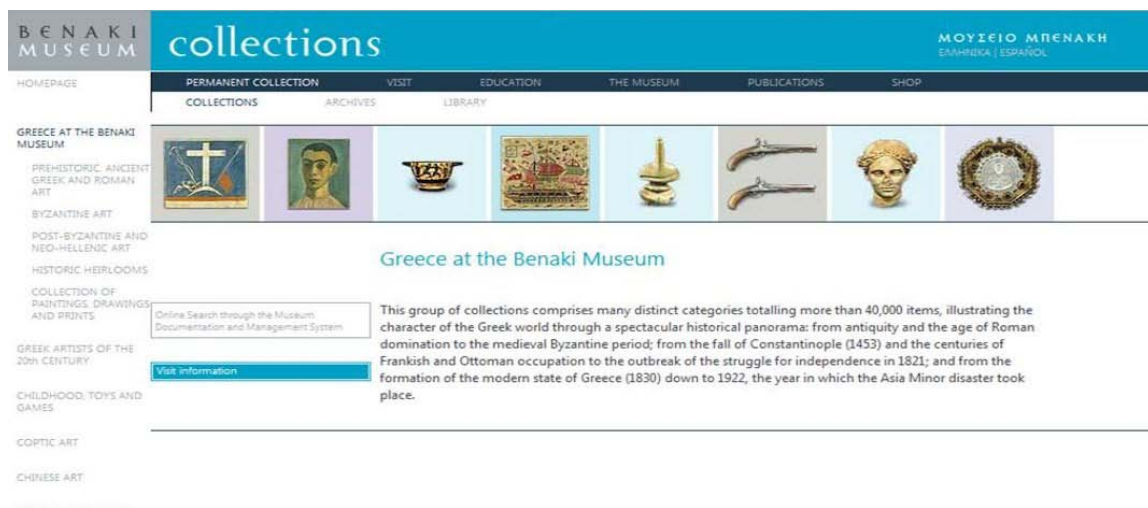 BЄNAKI
MUSЄUM
collections
ΜΟΥΣЄΙΟ ΜΠЄΝΑΚΗ
ΕΛΛΗΝΙΚΑ | ESPAÑOL
HOMEPAGE
PERMANENT COLLECTION VISIT EDUCATION THE MUSEUM PUBLICATIONS SHOP
COLLECTIONS ARCHIVES LIBRARY
GREECE AT THE BENAKI
MUSEUM
PREHISTORIC, ANCIENT
GREEK AND ROMAN
ART
BYZANTINE ART
POST-BYZANTINE AND
NEO-HELLENIC ART
HISTORIC HEIRLOOMS
COLLECTION OF
PAINTINGS, DRAWINGS
AND PRINTS
GREEK ARTISTS OF THE
20th CENTURY
CHILDHOOD, TOYS AND
GAMES
COPTIC ART
CHINESE ART
Online Search through the Museum
Documentation and Management System
Visit information
Greece at the Benaki Museum
This group of collections comprises many distinct categories totalling more than 40,000 items, illustrating the
character of the Greek world through a spectacular historical panorama: from antiquity and the age of Roman
domination to the medieval Byzantine period; from the fall of Constantinople (1453) and the centuries of
Frankish and Ottoman occupation to the outbreak of the struggle for independence in 1821; and from the
formation of the modern state of Greece (1830) down to 1922, the year in which the Asia Minor disaster took
place.